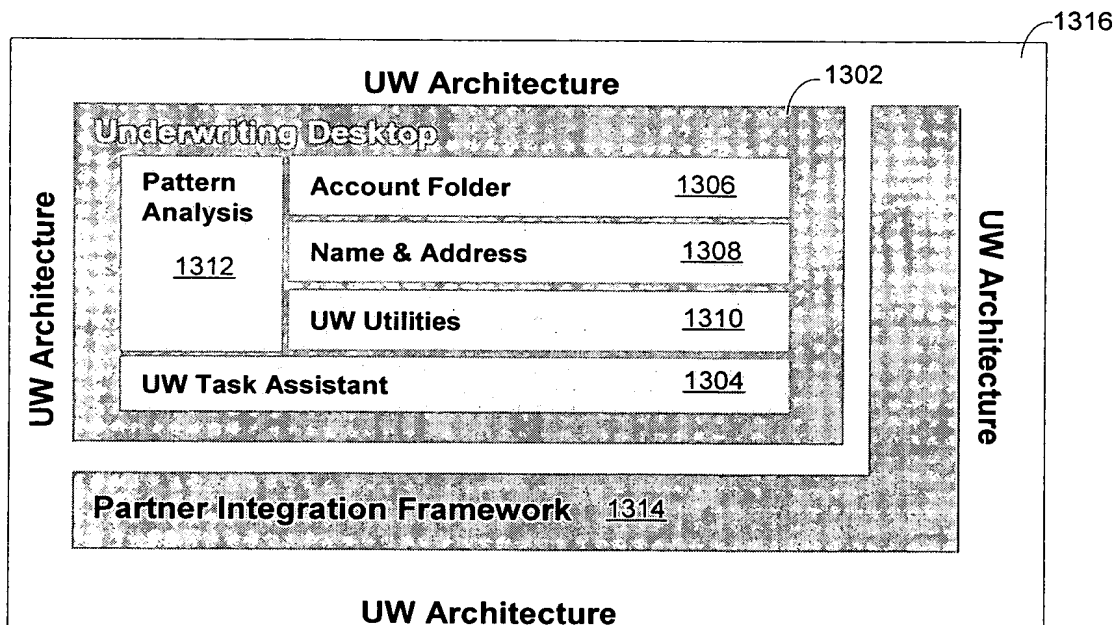 1316
UW Architecture
1302
Underwriting Desktop
Pattern
Analysis
1312
Account Folder 1306
Name & Address 1308
UW Utilities 1310
UW Task Assistant 1304
UW Architecture
UW Architecture
Partner Integration Framework 1314
UW Architecture